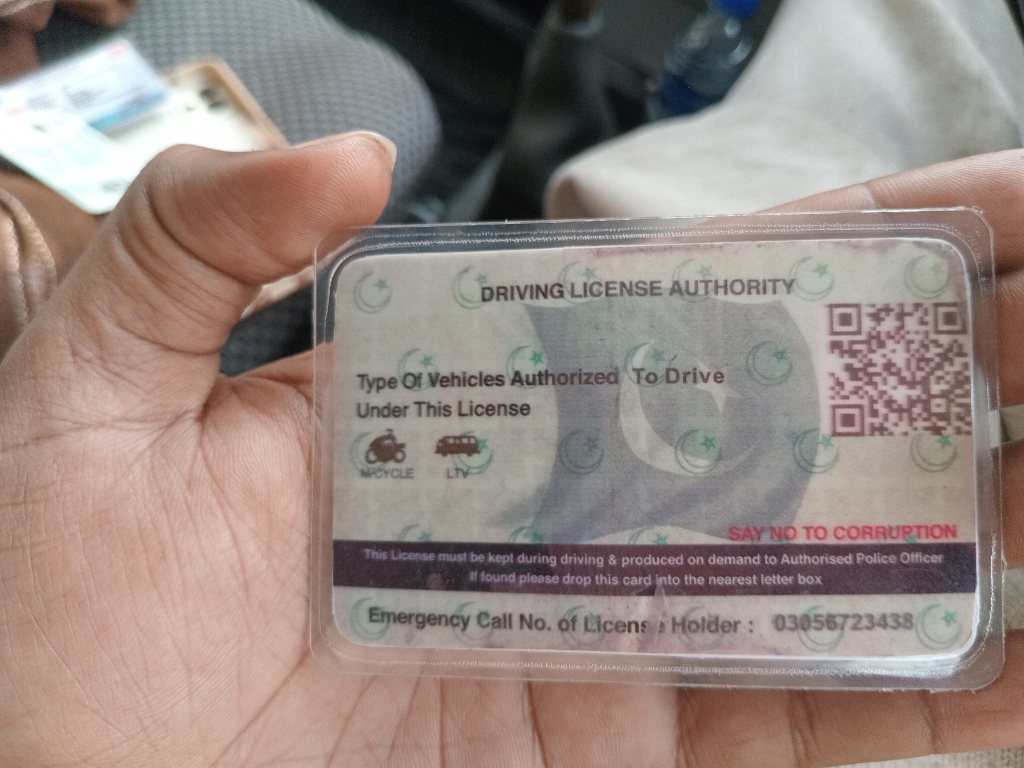 DRIVING LICENSE AUTHORITY
Type Of Vehicles Authorized To Drive
Under This License
M/CYCLE LTV
SAY NO TO CORRUPTION
This License must be kept during driving & produced on demand to Authorised Police Officer
If found please drop this card into the nearest letter box
Emergency Call No. of License Holder : 03056723438